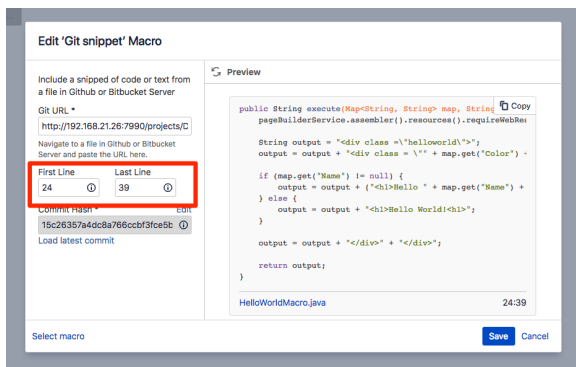 Edit 'Git snippet' Macro
Include a snipped of code or text from
a file in Github or Bitbucket Server
Git URL *
http://192.168.21.26:7990/projects/D
Navigate to a file in Github or Bitbucket
Server and paste the URL here.
First Line Last Line
24 39
Commit Hash * Edit
15c26357a4dc8a766ccbf3fce5b
Load latest commit
Preview
Copy
public String execute(Map<String, String> map, String
pageBuilderService.assembler().resources().requireWebRes
String output = "<div class =\"helloworld\">";
output = output + "<div class = \"" + map.get("Color") +
if (map.get("Name") != null) {
output = output + ("<h1>Hello " + map.get("Name") +
} else {
output = output + "<h1>Hello World!<h1>";
}
output = output + "</div>" + "</div>";
return output;
}
HelloWorldMacro.java 24:39
Select macro
Save Cancel